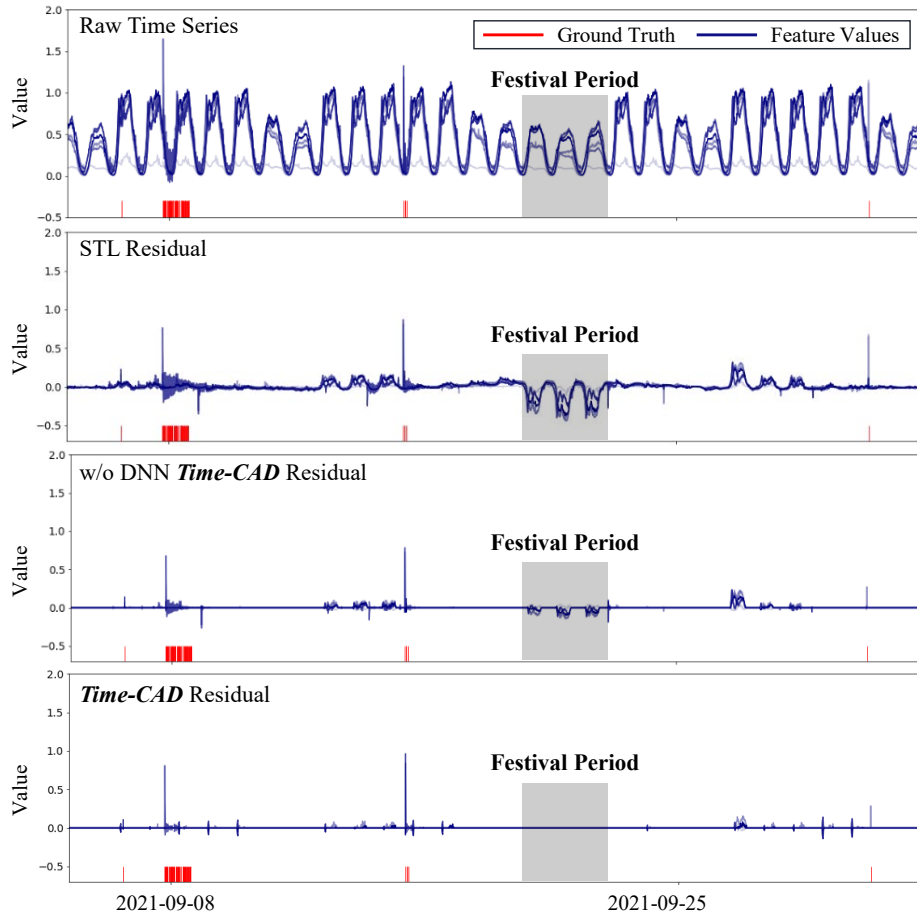 Raw Time Series
Ground Truth
Feature Values
Festival Period
Value
2.0
1.5
1.0
0.5
0.0
−0.5
STL Residual
Festival Period
Value
2.0
1.5
1.0
0.5
0.0
−0.5
w/o DNN Time-CAD Residual
Festival Period
Value
2.0
1.5
1.0
0.5
0.0
−0.5
Time-CAD Residual
Festival Period
Value
2.0
1.5
1.0
0.5
0.0
−0.5
2021-09-08
2021-09-25